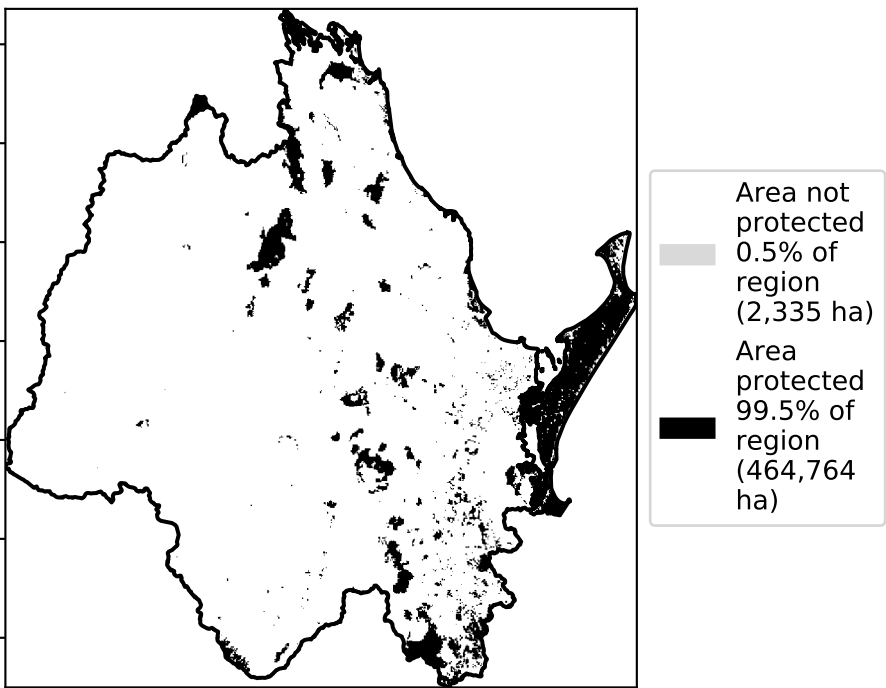 Area not
protected
0.5% of
region
(2,335 ha)
Area
protected
99.5% of
region
(464,764
ha)